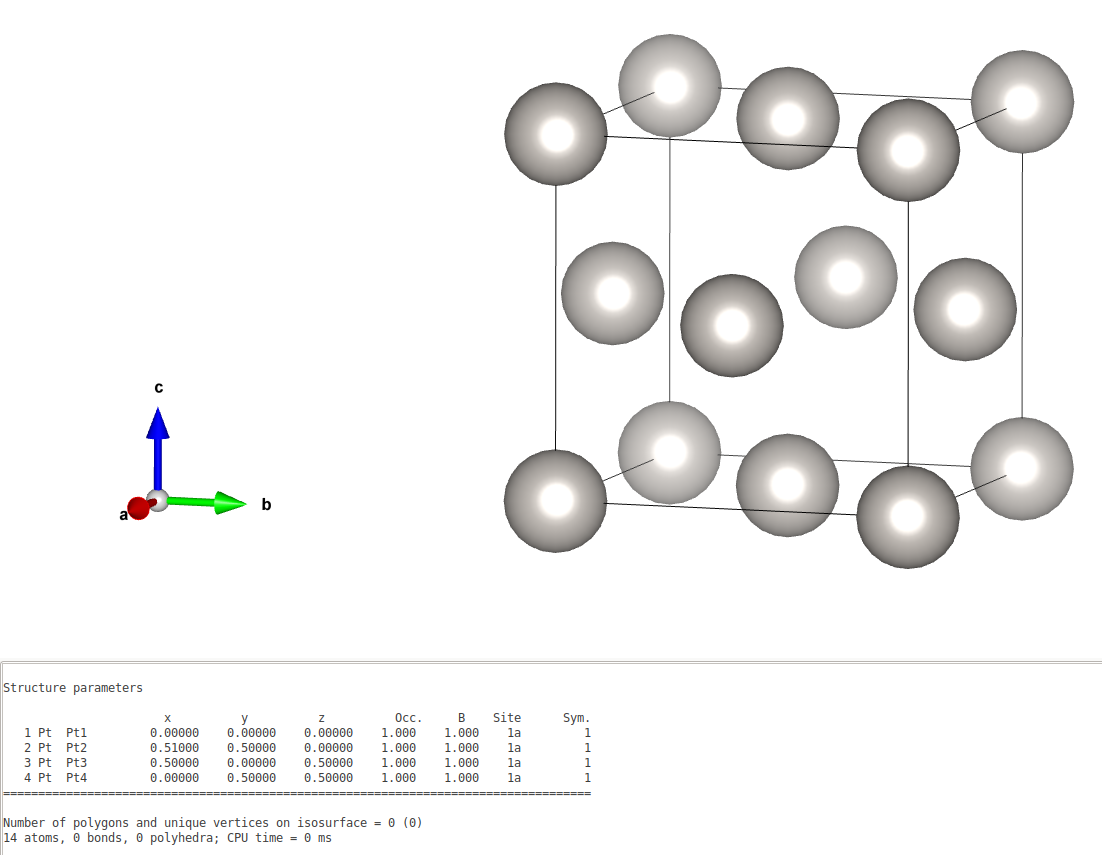 c
a
b
Structure parameters
x y z Occ. B Site Sym.
1 Pt Pt1 0.00000 0.00000 0.00000 1.000 1.000 1a 1
2 Pt Pt2 0.51000 0.50000 0.00000 1.000 1.000 1a 1
3 Pt Pt3 0.50000 0.00000 0.50000 1.000 1.000 1a 1
4 Pt Pt4 0.00000 0.50000 0.50000 1.000 1.000 1a 1
====================================================================================
Number of polygons and unique vertices on isosurface = 0 (0)
14 atoms, 0 bonds, 0 polyhedra; CPU time = 0 ms